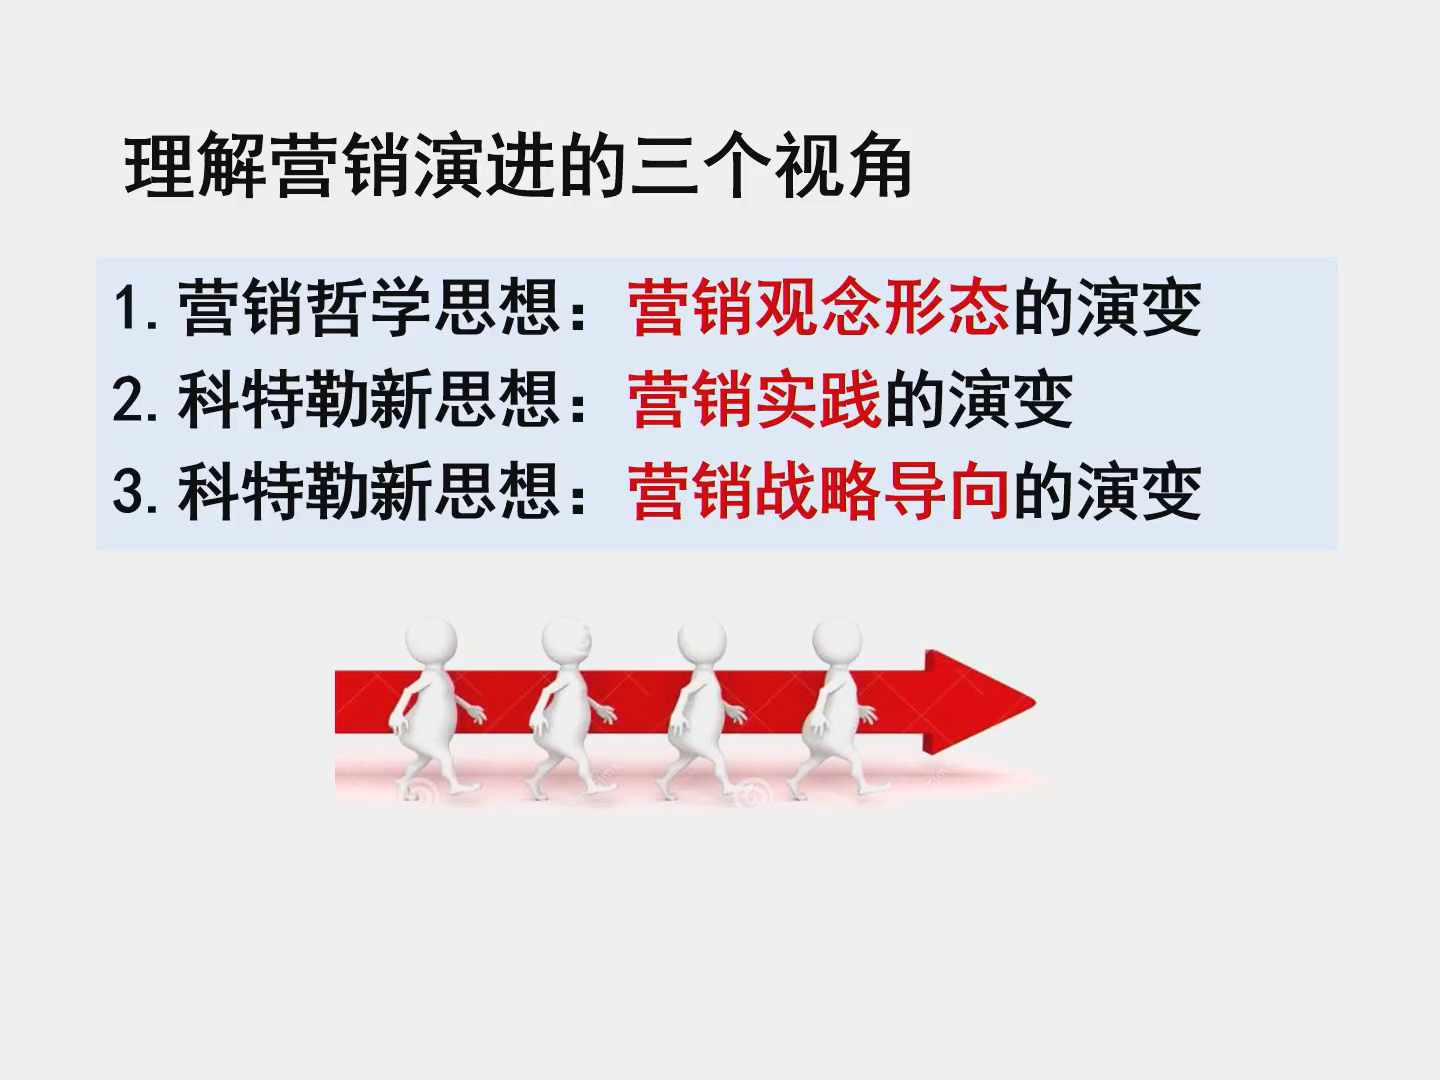 理解营销演进的三个视角
1.营销哲学思想：营销观念形态的演变
2.科特勒新思想：营销实践的演变
3.科特勒新思想：营销战略导向的演变